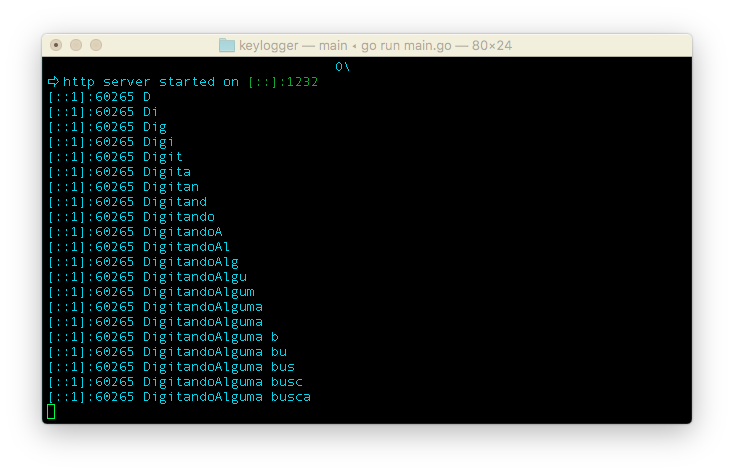 keylogger — main • go run main.go — 80×24
O\
⇨ http server started on [::]:1232
[::1]:60265 D
[::1]:60265 Di
[::1]:60265 Dig
[::1]:60265 Digi
[::1]:60265 Digit
[::1]:60265 Digita
[::1]:60265 Digitan
[::1]:60265 Digitand
[::1]:60265 Digitando
[::1]:60265 DigitandoA
[::1]:60265 DigitandoAl
[::1]:60265 DigitandoAlg
[::1]:60265 DigitandoAlgu
[::1]:60265 DigitandoAlgum
[::1]:60265 DigitandoAlguma
[::1]:60265 DigitandoAlguma
[::1]:60265 DigitandoAlguma b
[::1]:60265 DigitandoAlguma bu
[::1]:60265 DigitandoAlguma bus
[::1]:60265 DigitandoAlguma busc
[::1]:60265 DigitandoAlguma busca